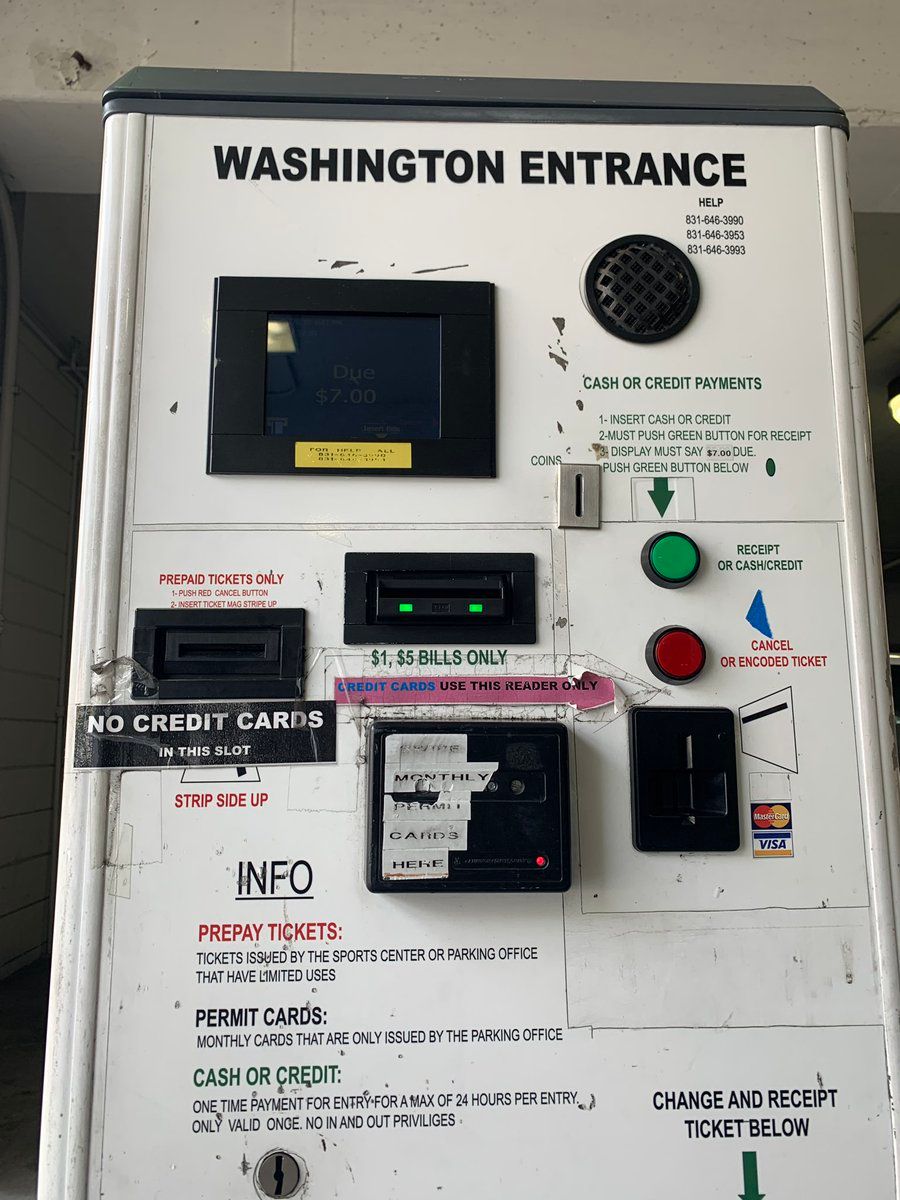 WASHINGTON ENTRANCE
HELP
831-646-3990
831-646-3953
831-646-3993
Due
$7.00
FOR HELP
CASH OR CREDIT PAYMENTS
1- INSERT CASH OR CREDIT
2-MUST PUSH GREEN BUTTON FOR RECEIPT
3- DISPLAY MUST SAY $7.00 DUE.
PUSH GREEN BUTTON BELOW
COINS
RECEIPT
OR CASH/CREDIT
PREPAID TICKETS ONLY
1- PUSH RED CANCEL BUTTON
2- INSERT TICKET MAG STRIPE UP
$1, $5 BILLS ONLY
CANCEL
OR ENCODED TICKET
CREDIT CARDS USE THIS READER ONLY
NO CREDIT CARDS
IN THIS SLOT
STRIP SIDE UP
MONTHLY
PERMIT
CARDS
HERE
MasterCard
VISA
INFO
PREPAY TICKETS:
TICKETS ISSUED BY THE SPORTS CENTER OR PARKING OFFICE
THAT HAVE LIMITED USES
PERMIT CARDS:
MONTHLY CARDS THAT ARE ONLY ISSUED BY THE PARKING OFFICE
CASH OR CREDIT:
ONE TIME PAYMENT FOR ENTRY FOR A MAX OF 24 HOURS PER ENTRY.
ONLY VALID ONCE. NO IN AND OUT PRIVILIGES
CHANGE AND RECEIPT
TICKET BELOW